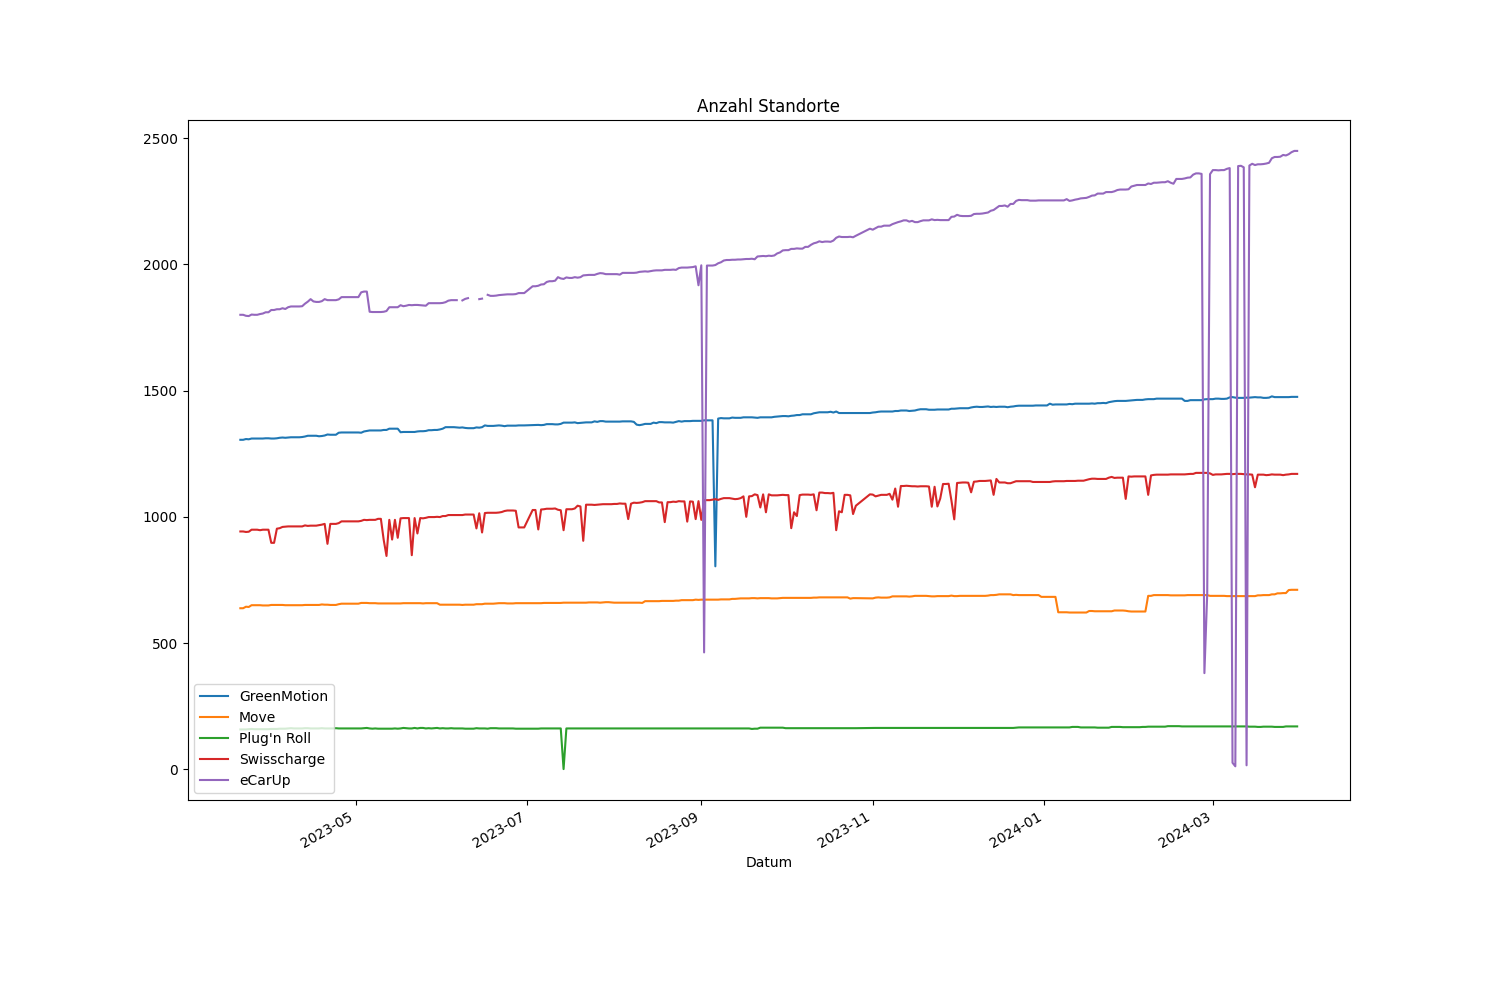 Anzahl Standorte
2500
2000
1500
1000
500
0
GreenMotion
Move
Plug'n Roll
Swisscharge
eCarUp
2023-05
2023-07
2023-09
2023-11
2024-01
2024-03
Datum